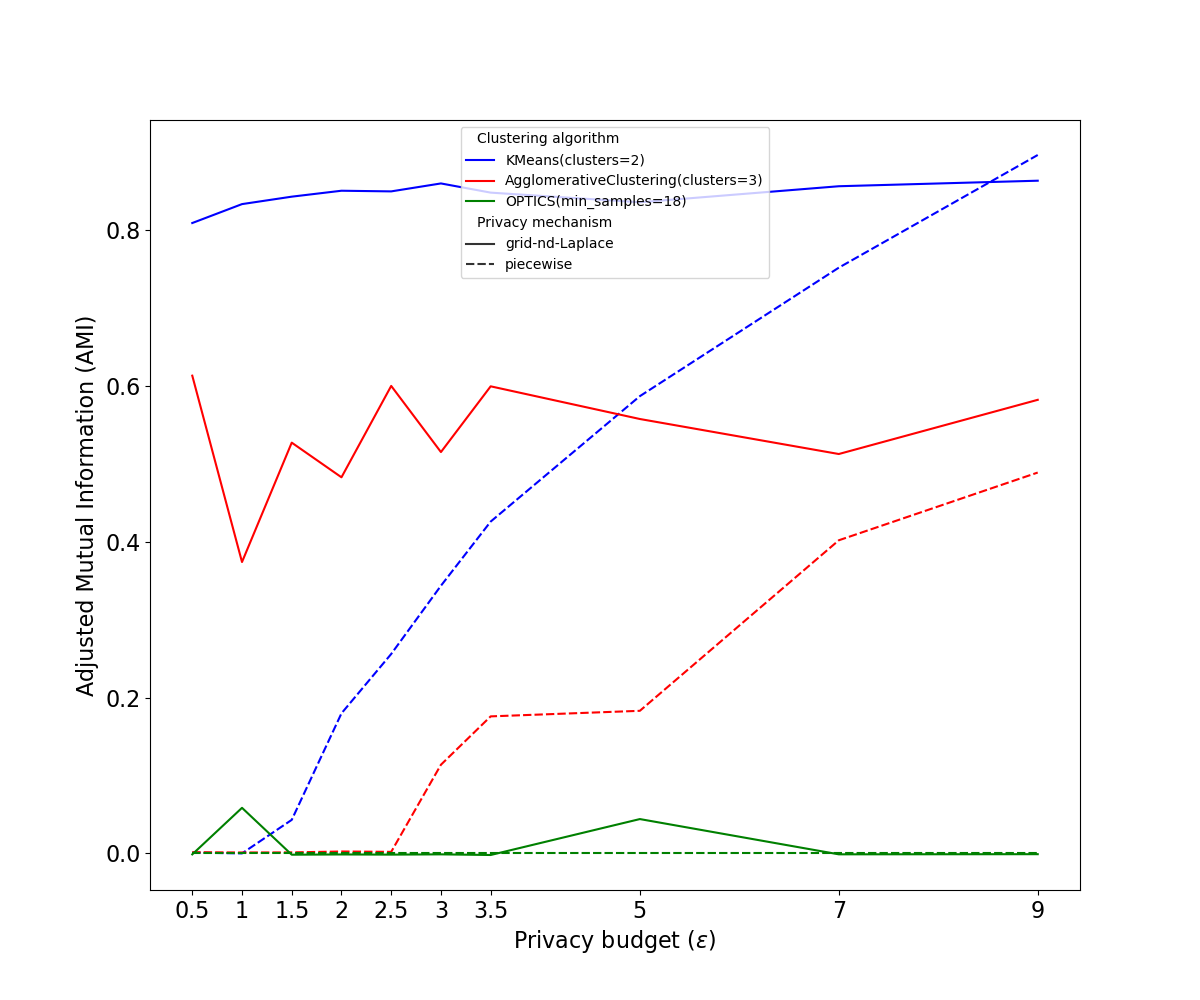 Clustering algorithm
KMeans(clusters=2)
AgglomerativeClustering(clusters=3)
OPTICS(min_samples=18)
Privacy mechanism
grid-nd-Laplace
piecewise
Adjusted Mutual Information (AMI)
0.8
0.6
0.4
0.2
0.0
0.5 1 1.5 2 2.5 3 3.5 5 7 9
Privacy budget (ε)